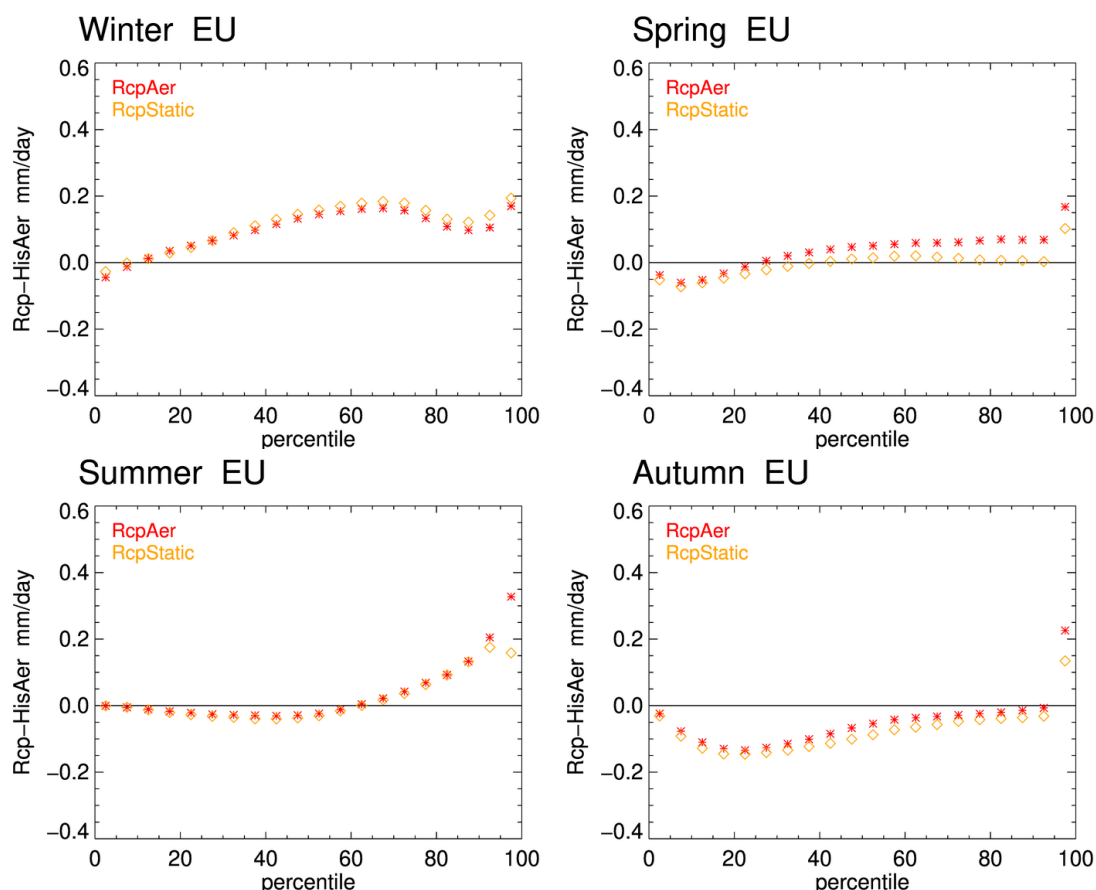 Winter EU
0.6
0.4
0.2
0.0
−0.2
−0.4
Rcp−HisAer mm/day
RcpAer
RcpStatic
0 20 40 60 80 100
percentile
Spring EU
0.6
0.4
0.2
0.0
−0.2
−0.4
Rcp−HisAer mm/day
RcpAer
RcpStatic
0 20 40 60 80 100
percentile
Summer EU
0.6
0.4
0.2
0.0
−0.2
−0.4
Rcp−HisAer mm/day
RcpAer
RcpStatic
0 20 40 60 80 100
percentile
Autumn EU
0.6
0.4
0.2
0.0
−0.2
−0.4
Rcp−HisAer mm/day
RcpAer
RcpStatic
0 20 40 60 80 100
percentile